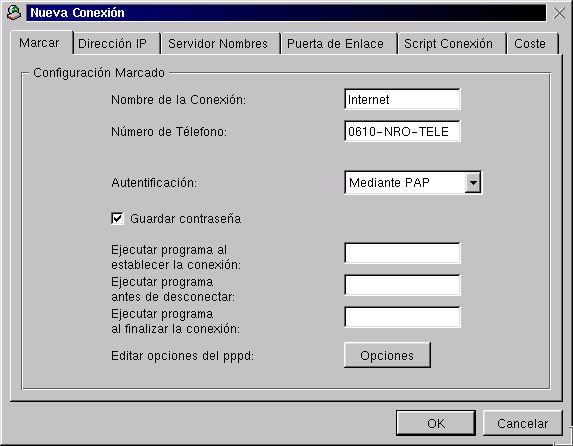 Nueva Conexión
Marcar Dirección IP Servidor Nombres Puerta de Enlace Script Conexión Coste
Configuración Marcado
Nombre de la Conexión: Internet
Número de Télefono: 0610-NRO-TELE
Autentificación: Mediante PAP
Guardar contraseña
Ejecutar programa al
establecer la conexión:
Ejecutar programa
antes de desconectar:
Ejecutar programa
al finalizar la conexión:
Editar opciones del pppd: Opciones
OK Cancelar